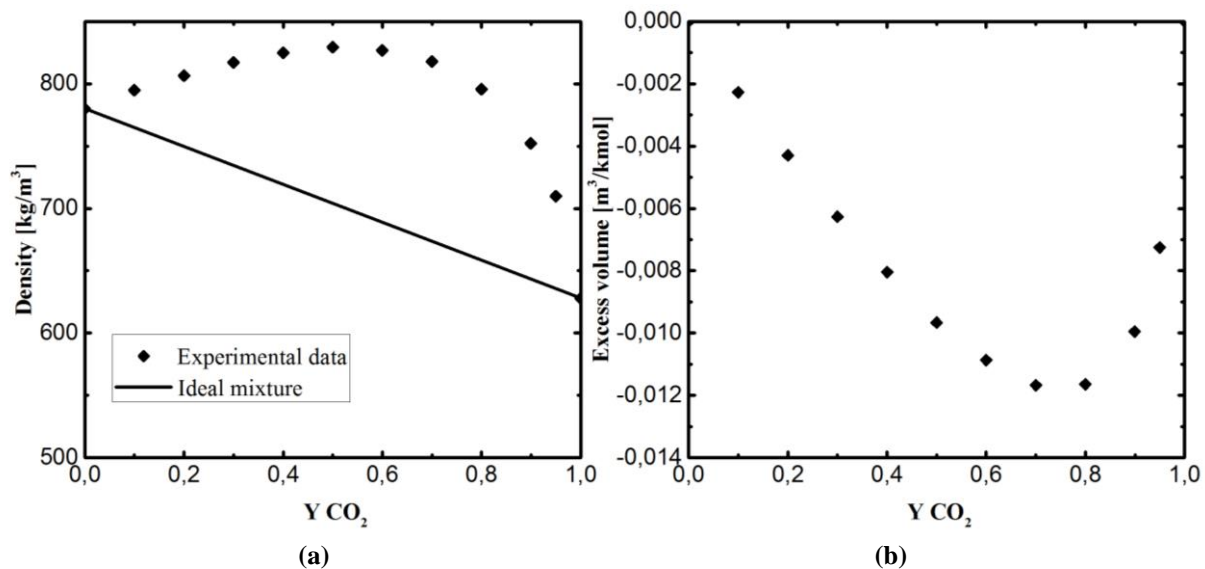 Density [kg/m³]
800
700
600
500
0,0 0,2 0,4 0,6 0,8 1,0
Y CO₂
Experimental data
Ideal mixture
(a)
Excess volume [m³/kmol]
0,000
-0,002
-0,004
-0,006
-0,008
-0,010
-0,012
-0,014
0,0 0,2 0,4 0,6 0,8 1,0
Y CO₂
(b)